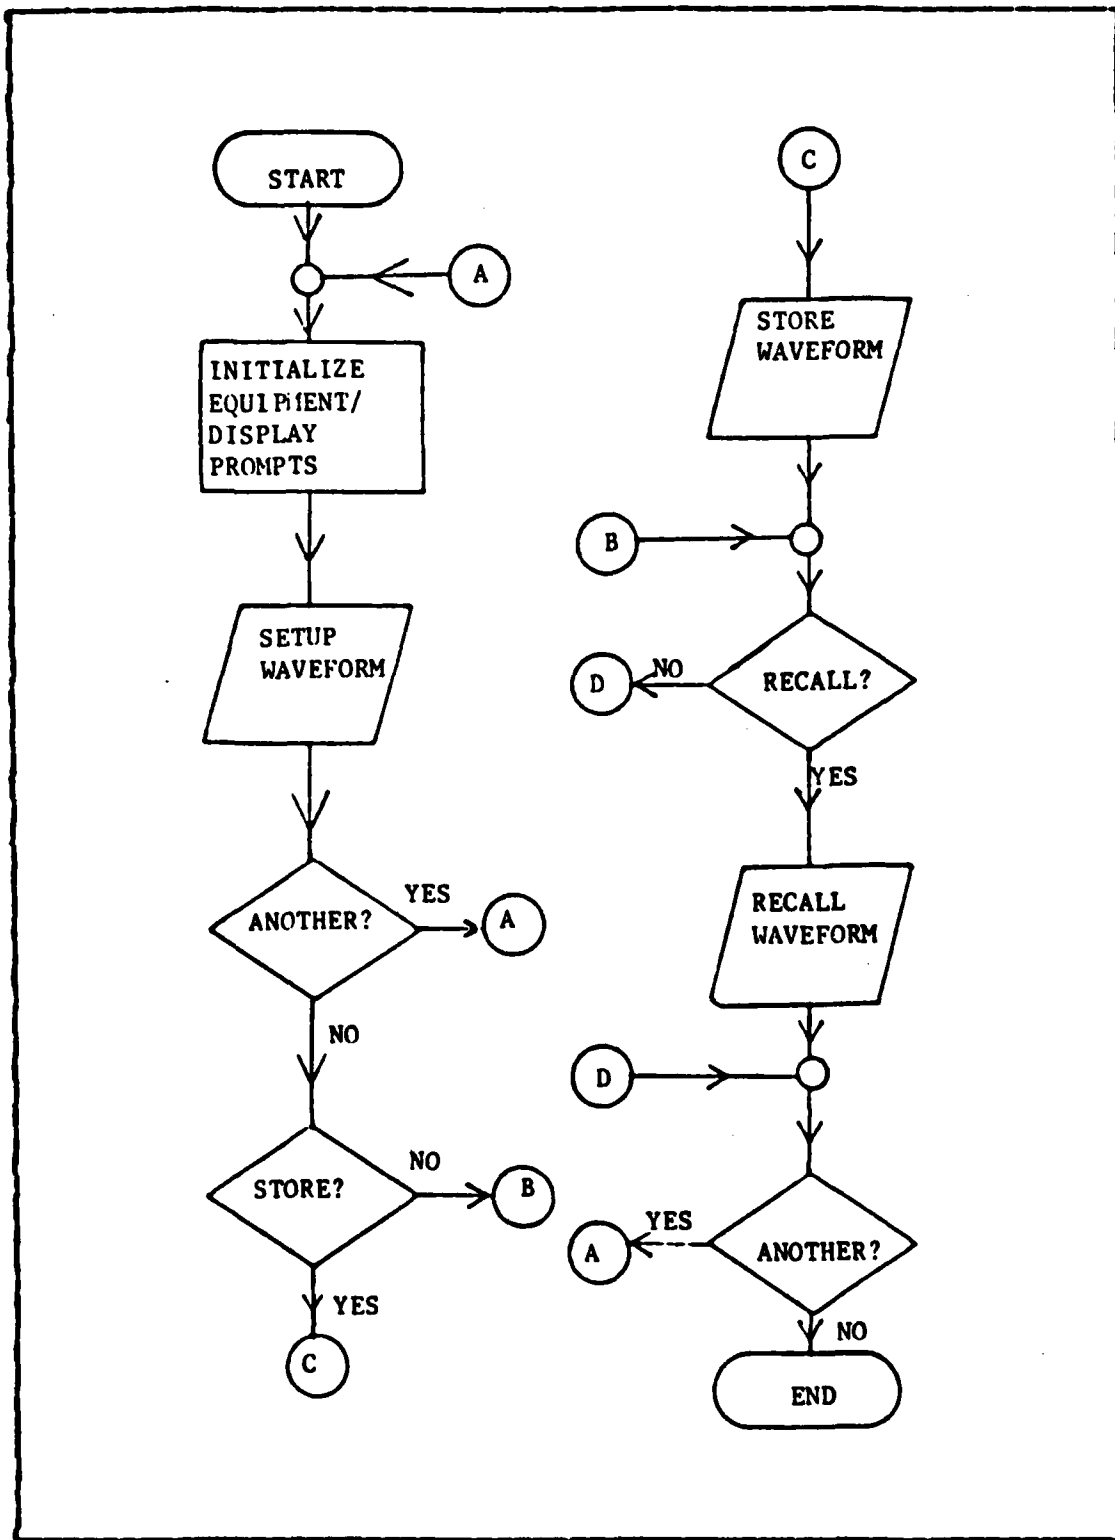 START
A
INITIALIZE
EQUIPMENT/
DISPLAY
PROMPTS
SETUP
WAVEFORM
ANOTHER?
YES
A
NO
STORE?
NO
B
YES
C
C
STORE
WAVEFORM
B
RECALL?
NO
D
YES
RECALL
WAVEFORM
D
ANOTHER?
YES
A
NO
END